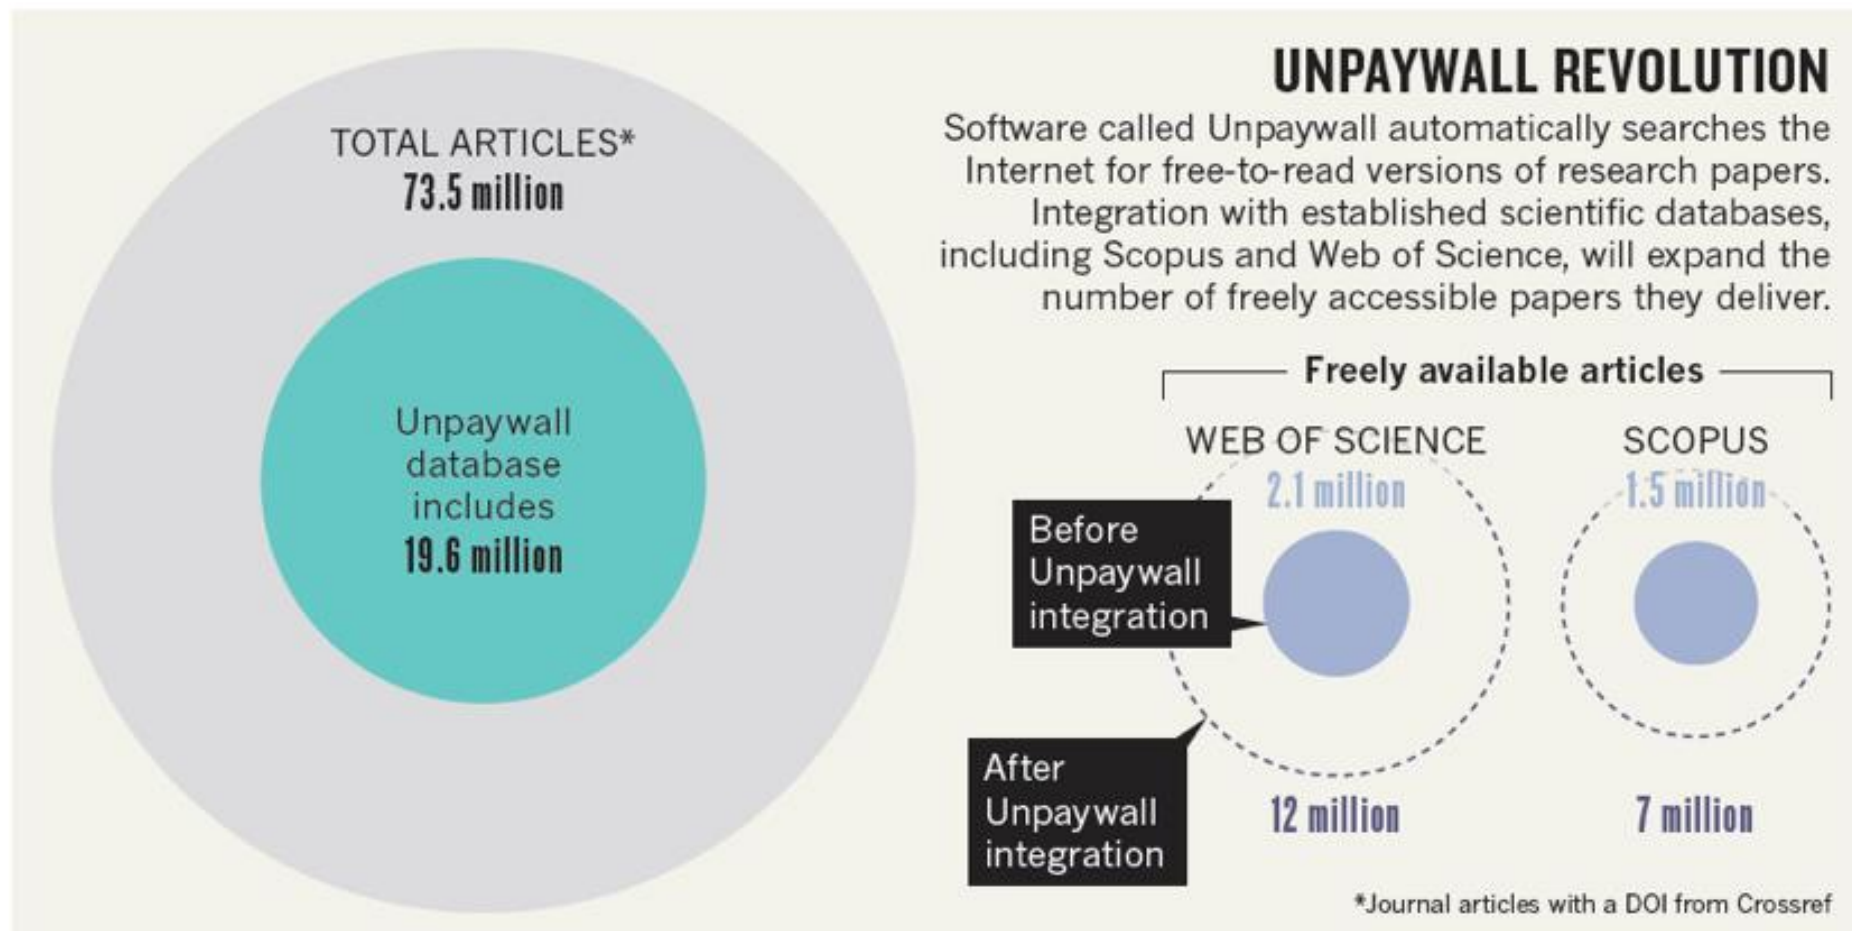 UNPAYWALL REVOLUTION
Software called Unpaywall automatically searches the
Internet for free-to-read versions of research papers.
Integration with established scientific databases,
including Scopus and Web of Science, will expand the
number of freely accessible papers they deliver.
TOTAL ARTICLES*
73.5 million
Unpaywall
database
includes
19.6 million
Freely available articles
WEB OF SCIENCE
2.1 million
SCOPUS
1.5 million
Before
Unpaywall
integration
After
Unpaywall
integration
12 million
7 million
*Journal articles with a DOI from Crossref